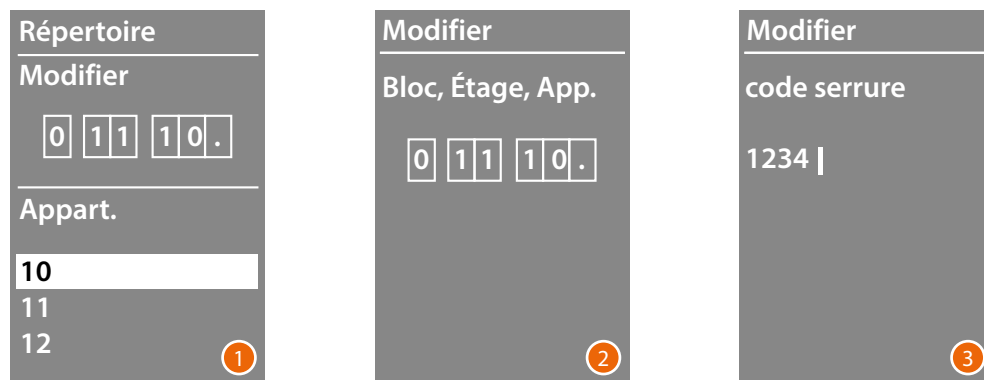 Répertoire
Modifier
0 11 10.
Appart.
10
11
12
1
Modifier
Bloc, Étage, App.
0 11 10.
2
Modifier
code serrure
1234
3